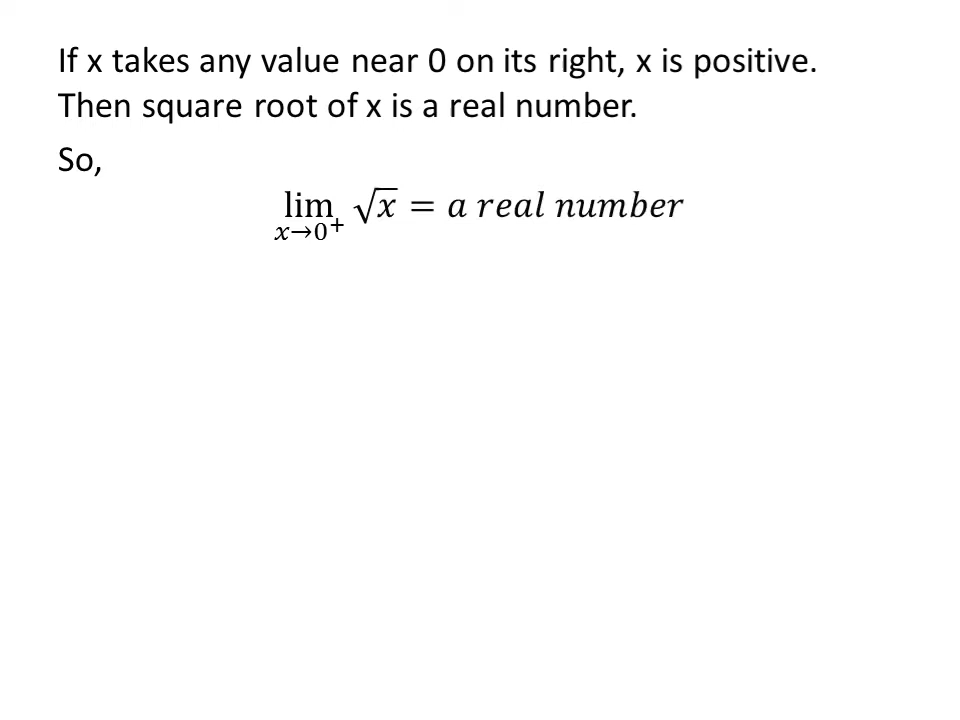 If x takes any value near 0 on its right, x is positive.
Then square root of x is a real number.
So,
lim x→0⁺ √x = a real number